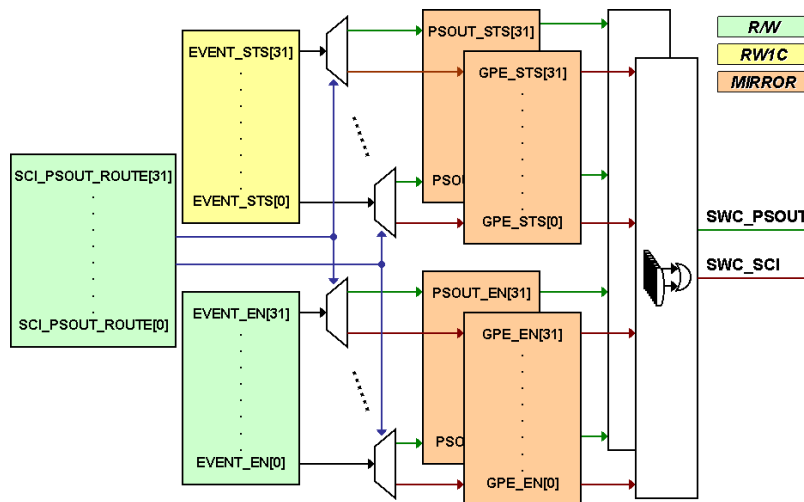 R/W
RW1C
MIRROR
EVENT_STS[31]
EVENT_STS[0]
PSOUT_STS[31]
PSOU
GPE_STS[31]
GPE_STS[0]
SCI_PSOUT_ROUTE[31]
SCI_PSOUT_ROUTE[0]
SWC_PSOUT
SWC_SCI
EVENT_EN[31]
EVENT_EN[0]
PSOUT_EN[31]
PSO
GPE_EN[31]
GPE_EN[0]